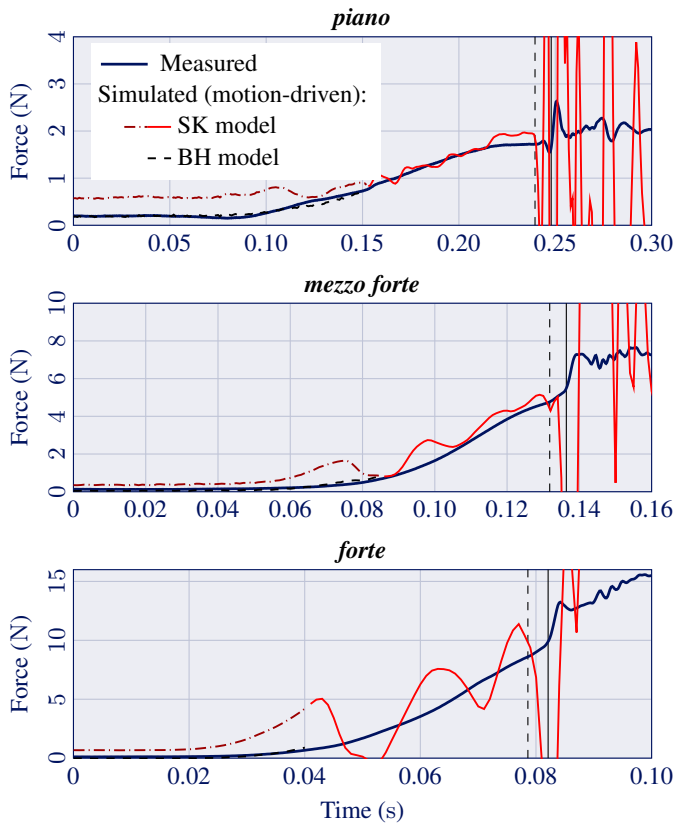 piano
4
3
2
1
0
Force (N)
Measured
Simulated (motion-driven):
SK model
BH model
0 0.05 0.10 0.15 0.20 0.25 0.30
mezzo forte
10
8
6
4
2
0
Force (N)
0 0.02 0.04 0.06 0.08 0.10 0.12 0.14 0.16
forte
15
10
5
0
Force (N)
0 0.02 0.04 0.06 0.08 0.10
Time (s)